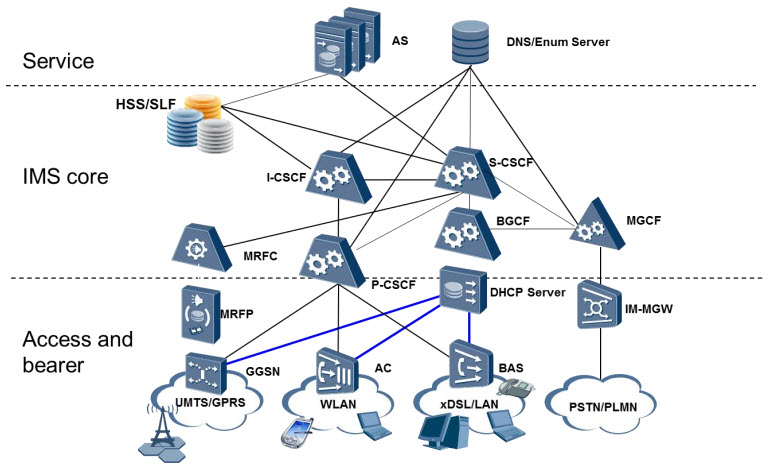 AS
DNS/Enum Server
Service
HSS/SLF
S-CSCF
I-CSCF
IMS core
BGCF
MGCF
MRFC
P-CSCF
DHCP Server
MRFP
IM-MGW
Access and
bearer
GGSN
AC
BAS
UMTS/GPRS
WLAN
xDSL/LAN
PSTN/PLMN